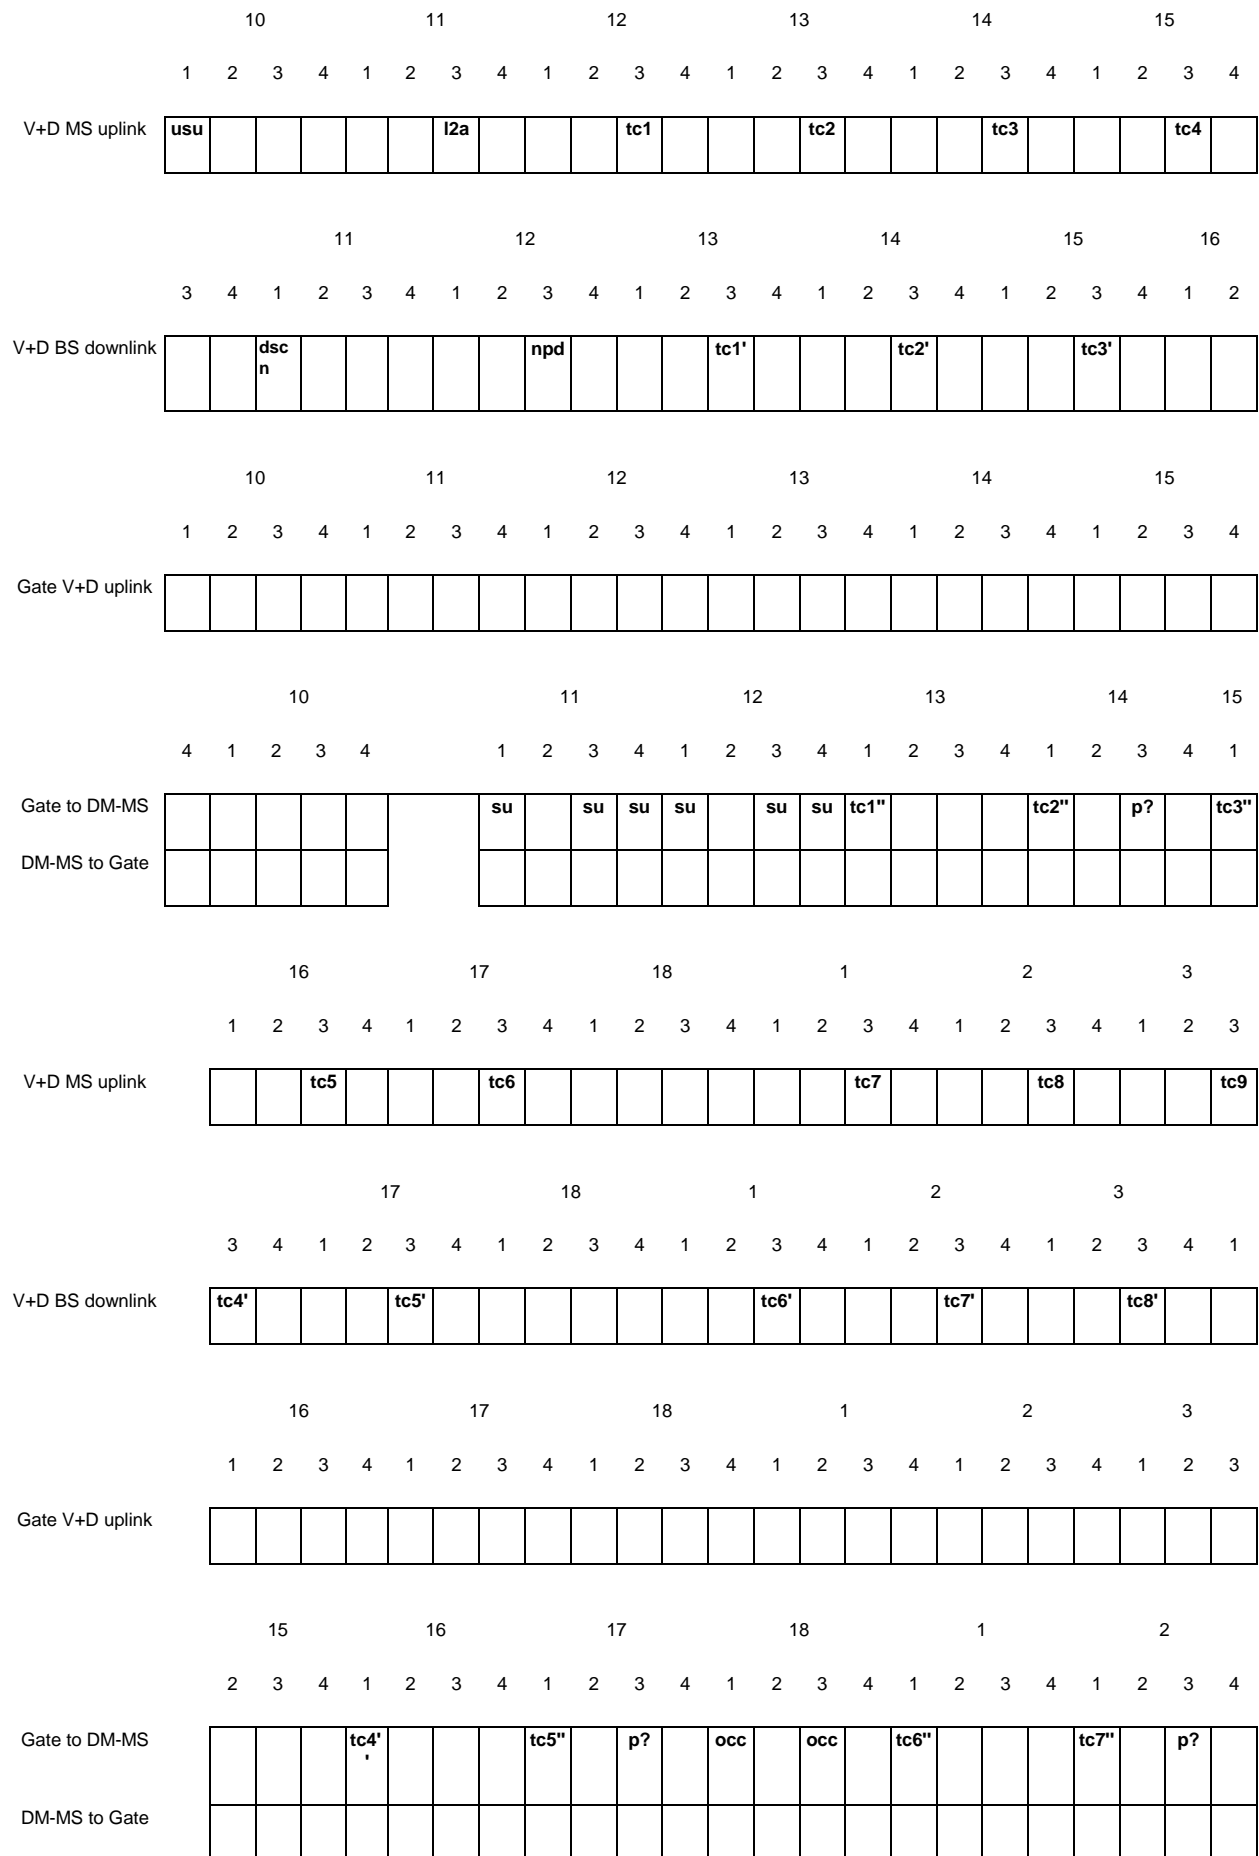 10 11 12 13 14 15
1 2 3 4 1 2 3 4 1 2 3 4 1 2 3 4 1 2 3 4 1 2 3 4
V+D MS uplink usu l2a tc1 tc2 tc3 tc4
11 12 13 14 15 16
3 4 1 2 3 4 1 2 3 4 1 2 3 4 1 2 3 4 1 2 3 4 1 2
V+D BS downlink dsc npd tc1' tc2' tc3'
n
10 11 12 13 14 15
1 2 3 4 1 2 3 4 1 2 3 4 1 2 3 4 1 2 3 4 1 2 3 4
Gate V+D uplink
10 11 12 13 14 15
4 1 2 3 4 1 2 3 4 1 2 3 4 1 2 3 4 1 2 3 4 1
Gate to DM-MS su su su su su su tc1" tc2" p? tc3"
DM-MS to Gate
16 17 18 1 2 3
1 2 3 4 1 2 3 4 1 2 3 4 1 2 3 4 1 2 3 4 1 2 3
V+D MS uplink tc5 tc6 tc7 tc8 tc9
17 18 1 2 3
3 4 1 2 3 4 1 2 3 4 1 2 3 4 1 2 3 4 1 2 3 4 1
V+D BS downlink tc4' tc5' tc6' tc7' tc8'
16 17 18 1 2 3
1 2 3 4 1 2 3 4 1 2 3 4 1 2 3 4 1 2 3 4 1 2 3
Gate V+D uplink
15 16 17 18 1 2
2 3 4 1 2 3 4 1 2 3 4 1 2 3 4 1 2 3 4 1 2 3 4
Gate to DM-MS tc4' tc5" p? occ occ tc6" tc7" p?
'
DM-MS to Gate